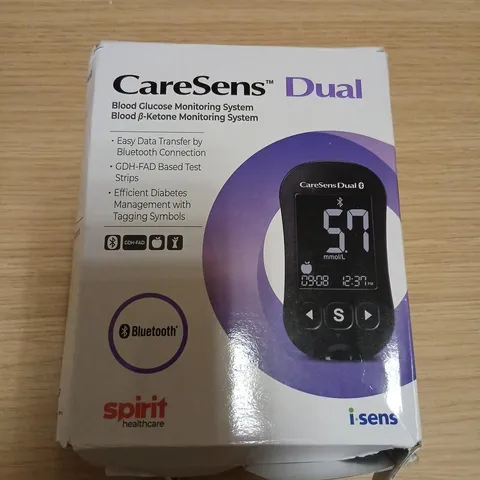 CareSens™ Dual
Blood Glucose Monitoring System
Blood β-Ketone Monitoring System
• Easy Data Transfer by
Bluetooth Connection
• GDH-FAD Based Test
Strips
• Efficient Diabetes
Management with
Tagging Symbols
GDH-FAD
CareSens Dual
5.7
mmol/L
09-08 12:37 PM
S
Bluetooth®
spirit
healthcare
i-sens